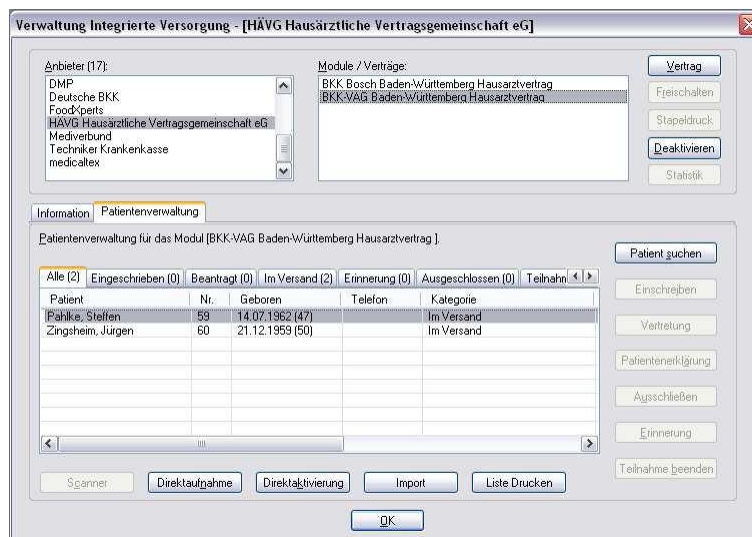 Verwaltung Integrierte Versorgung - [HÄVG Hausärztliche Vertragsgemeinschaft eG]
Anbieter (17):
DMP
Deutsche BKK
FoodXperts
HÄVG Hausärztliche Vertragsgemeinschaft eG
Mediverbund
Techniker Krankenkasse
medicaltex
Module / Verträge:
BKK Bosch Baden-Württemberg Hausarztvertrag
BKK-VAG Baden-Württemberg Hausarztvertrag
Vertrag
Freischalten
Stapeldruck
Deaktivieren
Statistik
Information Patientenverwaltung
Patientenverwaltung für das Modul [BKK-VAG Baden-Württemberg Hausarztvertrag ].
Alle (2) Eingeschrieben (0) Beantragt (0) Im Versand (2) Erinnerung (0) Ausgeschlossen (0) Teilnahm
Patient Nr. Geboren Telefon Kategorie
Pahlke, Steffen 59 14.07.1962 (47) Im Versand
Zingsheim, Jürgen 60 21.12.1959 (50) Im Versand
Patient suchen
Einschreiben
Vertretung
Patientenerklärung
Ausschließen
Erinnerung
Teilnahme beenden
Scanner Direktaufnahme Direktaktivierung Import Liste Drucken
OK